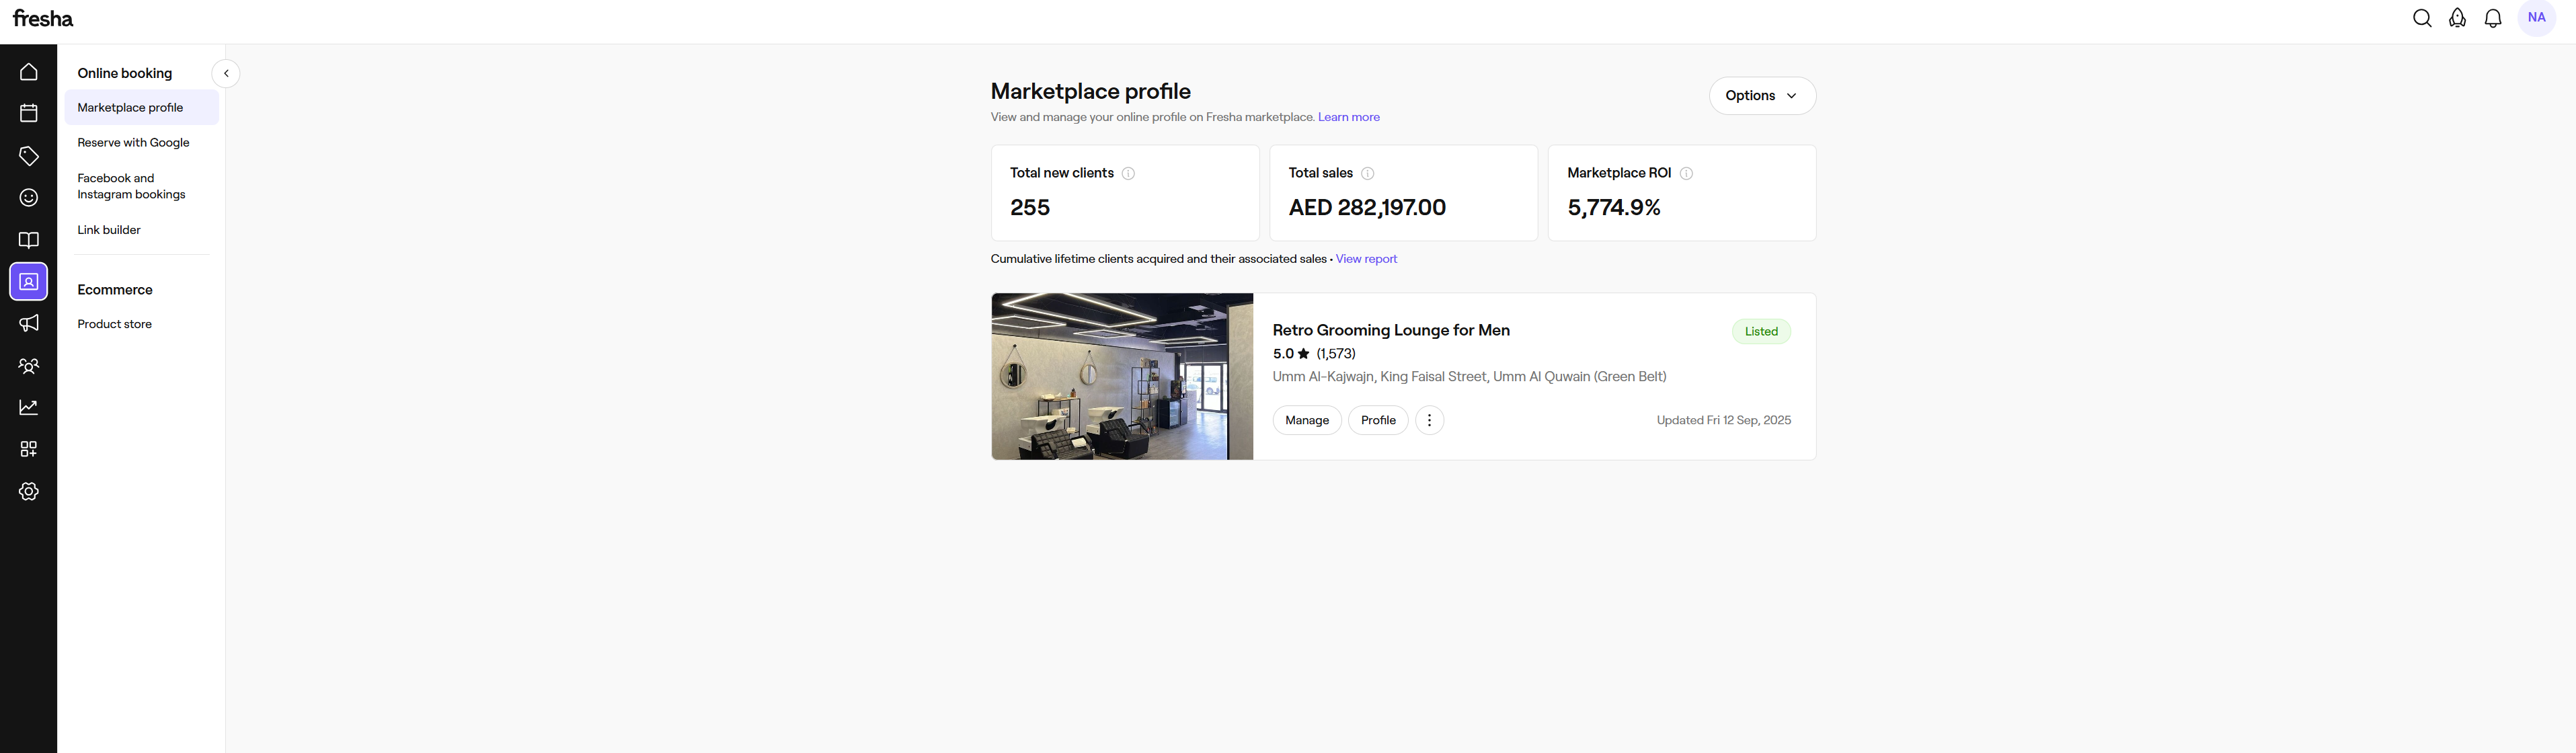 fresha
NA
Online booking
Marketplace profile
Reserve with Google
Facebook and
Instagram bookings
Link builder
Ecommerce
Product store
Marketplace profile
View and manage your online profile on Fresha marketplace. Learn more
Options
Total new clients
255
Total sales
AED 282,197.00
Marketplace ROI
5,774.9%
Cumulative lifetime clients acquired and their associated sales • View report
Retro Grooming Lounge for Men
Listed
5.0 ★ (1,573)
Umm Al-Kajwajn, King Faisal Street, Umm Al Quwain (Green Belt)
Manage
Profile
Updated Fri 12 Sep, 2025